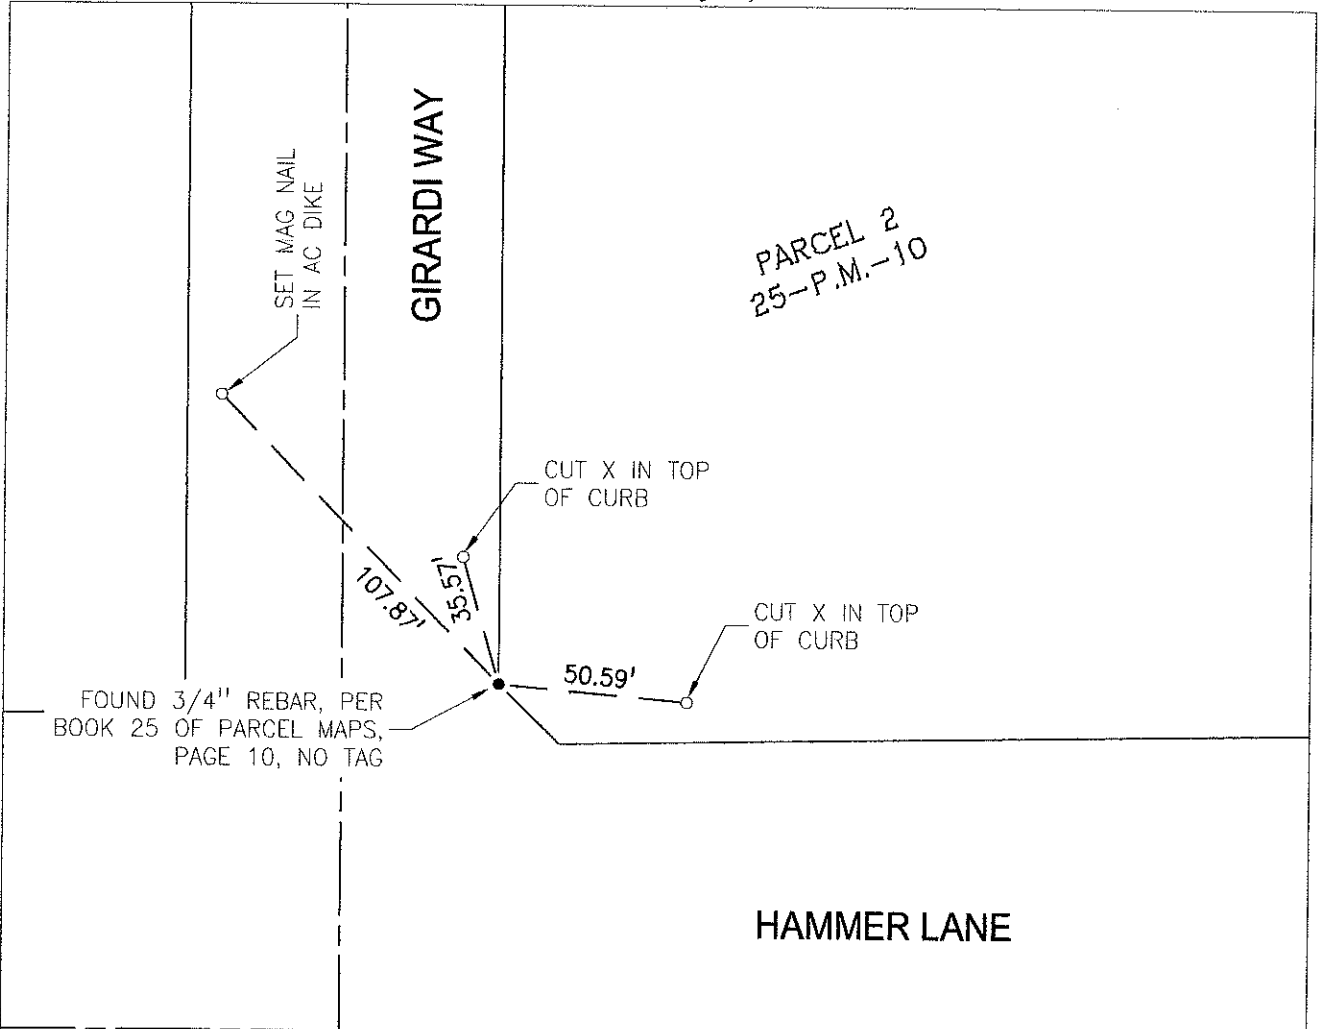 GIRARDI WAY
SET MAG NAIL
IN AC DIKE
PARCEL 2
25-P.M.-10
CUT X IN TOP
OF CURB
107.87'
35.57'
CUT X IN TOP
OF CURB
50.59'
FOUND 3/4" REBAR, PER
BOOK 25 OF PARCEL MAPS,
PAGE 10, NO TAG
HAMMER LANE